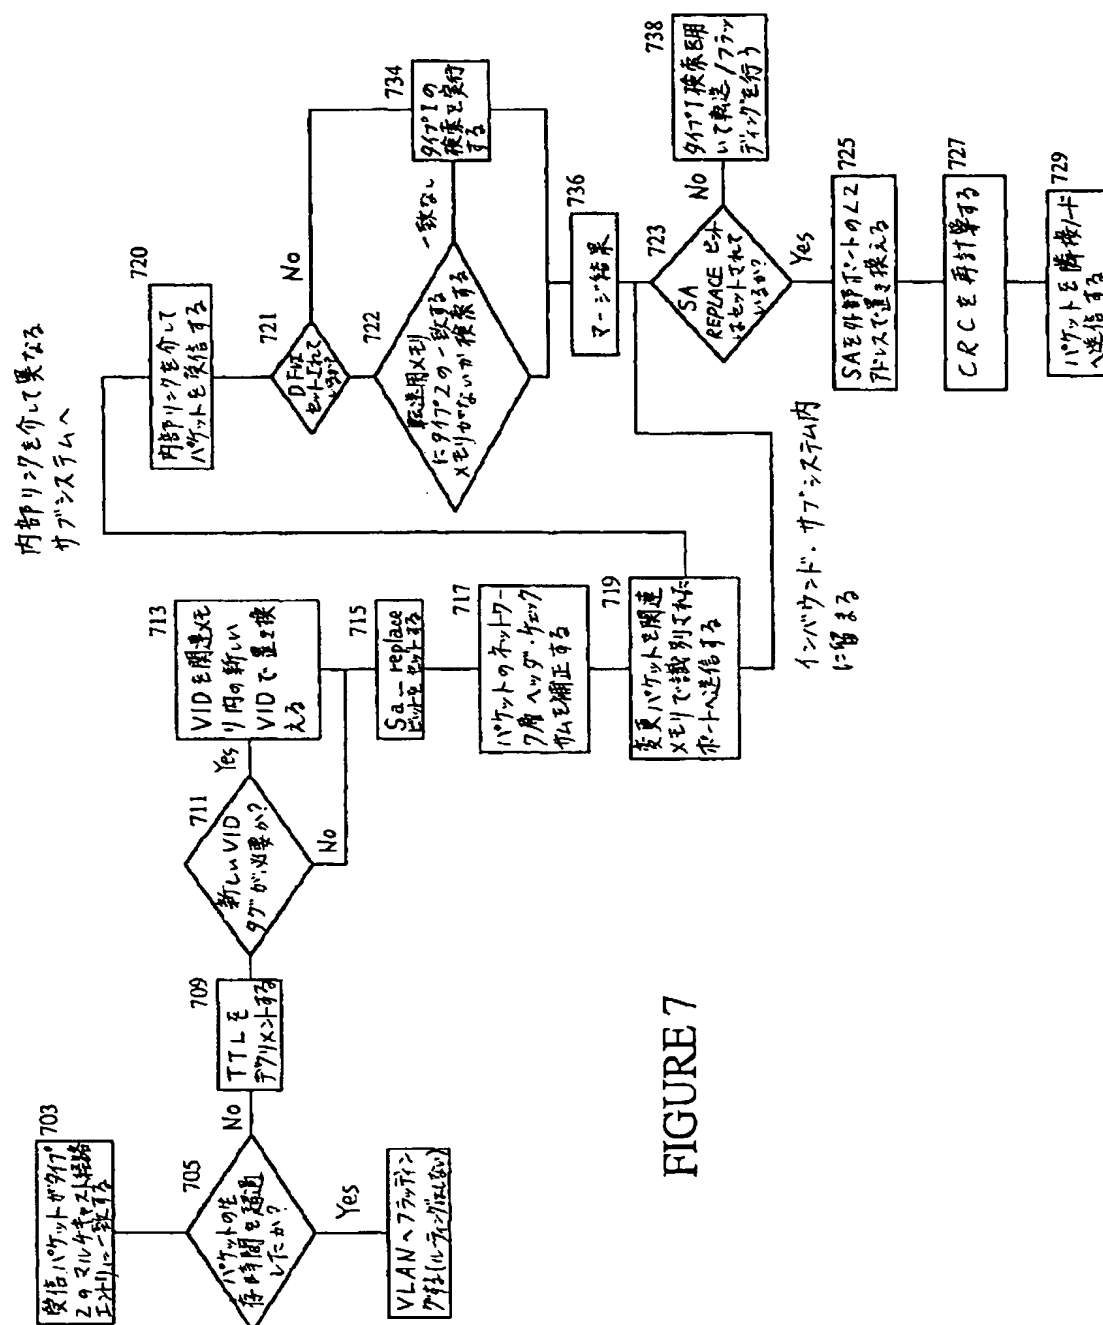 703
受信パケットがタイプ
2のマルチキャスト経路
エントリに一致する
705
パケットの生
存時間を超過
したか?
Yes
VLANへフラッディン
グする(ルーティングはしない)
No
709
TTLを
デクリメントする
711
新しいVID
タグが必要か?
Yes
No
713
VIDを関連メモ
リ内の新しい
VIDで置き換
える
715
Sa_replace
ビットをセットする
717
パケットのネットワー
ク層ヘッダ・チェック
サムを補正する
719
変更パケットを関連
メモリで識別された
ポートへ送信する
内部リンクを介して異なる
サブシステムへ
インバウンド・サブシステム内
に留まる
720
内部リンクを介して
パケットを受信する
721
DFは
セットされて
いるか?
No
722
転送用メモリ
にタイプ2の一致する
メモリがないか検索する
一致なし
734
タイプ1の
検索を実行
する
736
マージ結果
723
SA
REPLACE ビット
はセットされて
いるか?
No
738
タイプ1検索を用
いて転送/フラッ
ディングを行う
Yes
725
SAを外部ポートのL2
アドレスで置き換える
727
CRCを再計算する
729
パケットを隣接ノード
へ送信する
FIGURE 7